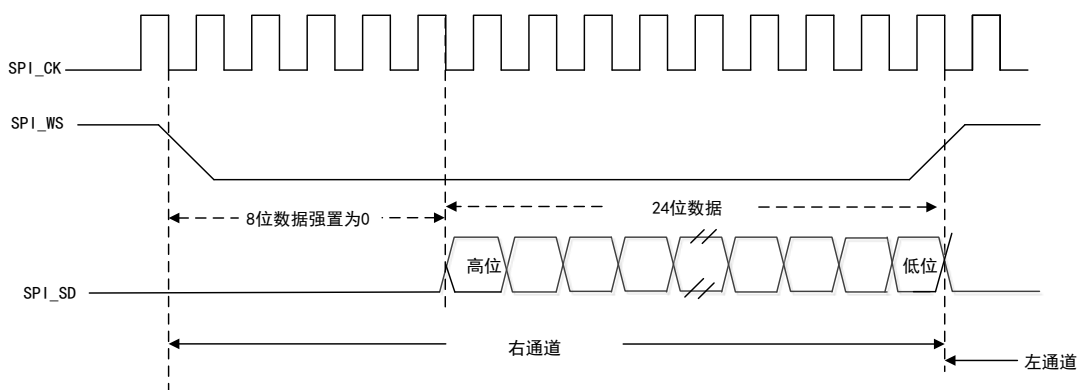 SPI_CK
SPI_WS
8位数据强置为0
24位数据
高位
低位
SPI_SD
右通道
左通道